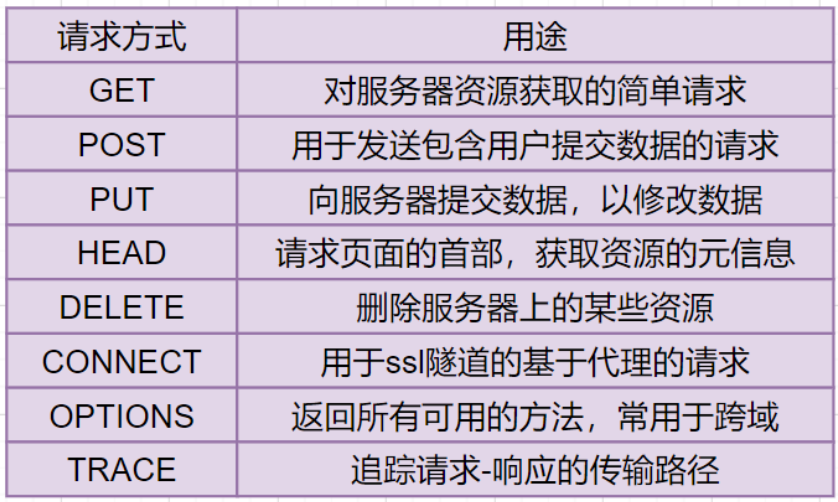 请求方式 用途
GET 对服务器资源获取的简单请求
POST 用于发送包含用户提交数据的请求
PUT 向服务器提交数据，以修改数据
HEAD 请求页面的首部，获取资源的元信息
DELETE 删除服务器上的某些资源
CONNECT 用于ssl隧道的基于代理的请求
OPTIONS 返回所有可用的方法，常用于跨域
TRACE 追踪请求-响应的传输路径